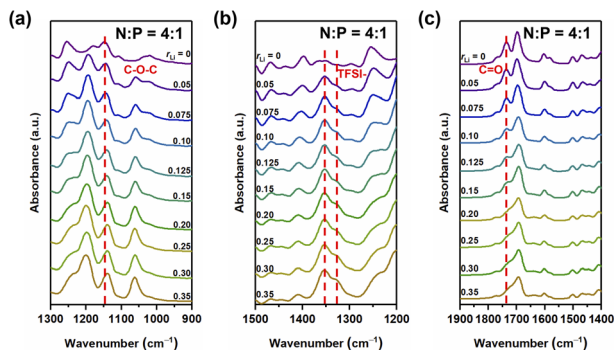 (a)
N:P = 4:1
r_Li = 0
C-O-C
0.05
0.075
0.10
0.125
0.15
0.20
0.25
0.30
0.35
Absorbance (a.u.)
1300 1200 1100 1000 900
Wavenumber (cm⁻¹)
(b)
N:P = 4:1
r_Li = 0
TFSI-
0.05
0.075
0.10
0.125
0.15
0.20
0.25
0.30
0.35
Absorbance (a.u.)
1500 1400 1300 1200
Wavenumber (cm⁻¹)
(c)
N:P = 4:1
r_Li = 0
C=O
0.05
0.075
0.10
0.125
0.15
0.20
0.25
0.30
0.35
Absorbance (a.u.)
1900 1800 1700 1600 1500 1400
Wavenumber (cm⁻¹)